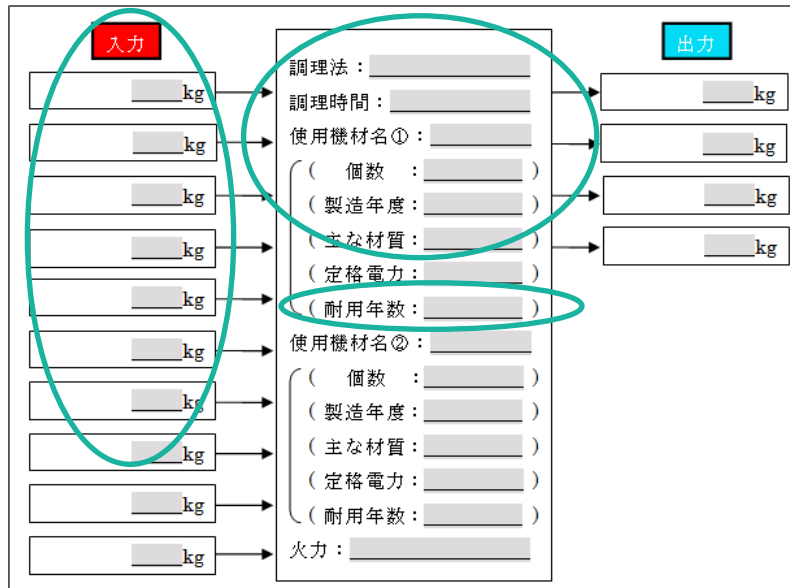 入力
kg
kg
kg
kg
kg
kg
kg
kg
kg
kg
調理法：
調理時間：
使用機材名①：
( 個数 ： )
( 製造年度： )
( 主な材質： )
( 定格電力： )
( 耐用年数： )
使用機材名②：
( 個数 ： )
( 製造年度： )
( 主な材質： )
( 定格電力： )
( 耐用年数： )
火力：
出力
kg
kg
kg
kg